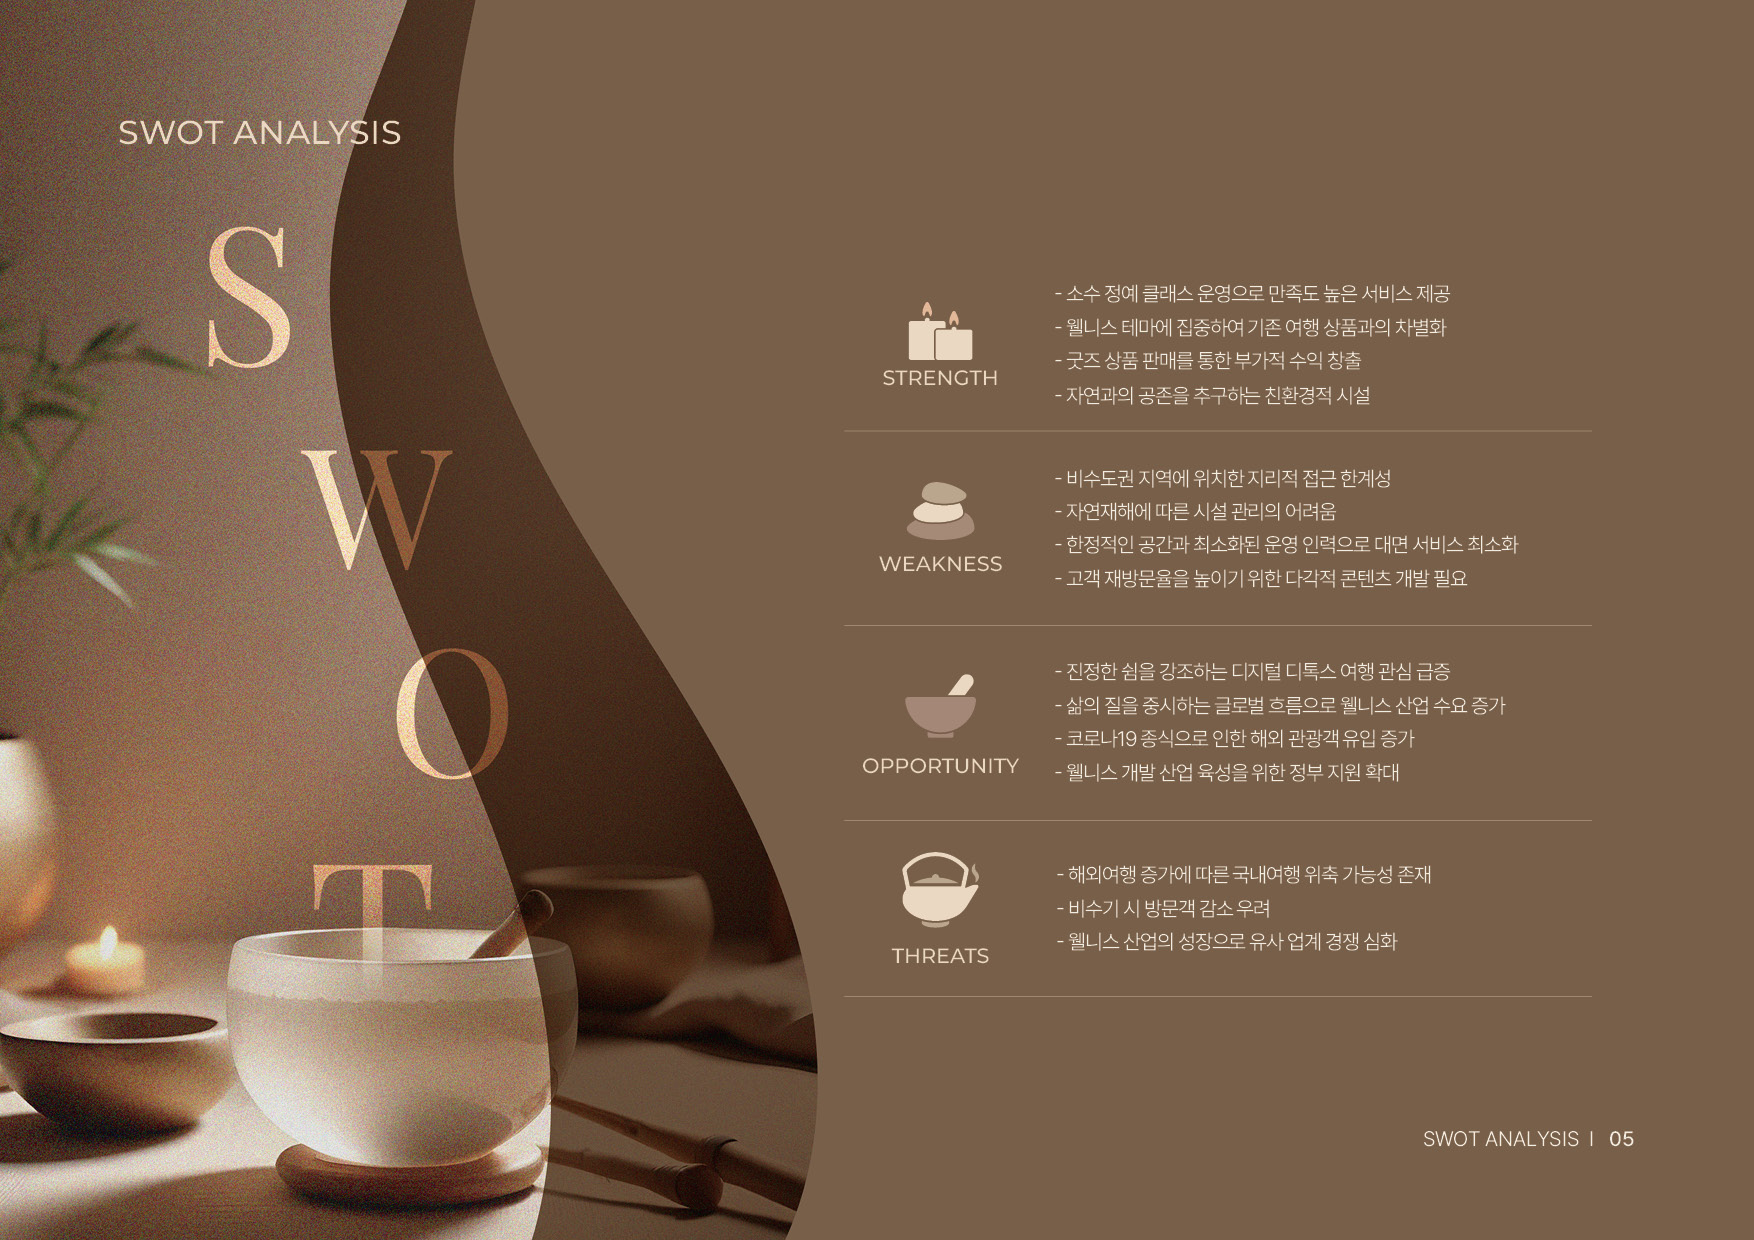 SWOT ANALYSIS
S
W
O
T
STRENGTH
- 소수 정예 클래스 운영으로 만족도 높은 서비스 제공
- 웰니스 테마에 집중하여 기존 여행 상품과의 차별화
- 굿즈 상품 판매를 통한 부가적 수익 창출
- 자연과의 공존을 추구하는 친환경적 시설
WEAKNESS
- 비수도권 지역에 위치한 지리적 접근 한계성
- 자연재해에 따른 시설 관리의 어려움
- 한정적인 공간과 최소화된 운영 인력으로 대면 서비스 최소화
- 고객 재방문율을 높이기 위한 다각적 콘텐츠 개발 필요
OPPORTUNITY
- 진정한 쉼을 강조하는 디지털 디톡스 여행 관심 급증
- 삶의 질을 중시하는 글로벌 흐름으로 웰니스 산업 수요 증가
- 코로나19 종식으로 인한 해외 관광객 유입 증가
- 웰니스 개발 산업 육성을 위한 정부 지원 확대
THREATS
- 해외여행 증가에 따른 국내여행 위축 가능성 존재
- 비수기 시 방문객 감소 우려
- 웰니스 산업의 성장으로 유사 업계 경쟁 심화
SWOT ANALYSIS | 05